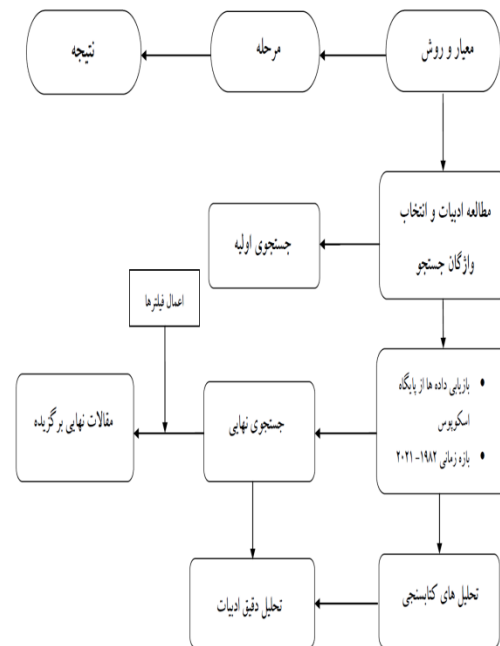 معیار و روش
مرحله
نتیجه
مطالعه ادبیات و انتخاب
واژگان جستجو
جستجوی اولیه
اعمال فیلترها
• بازیابی داده ها از پایگاه
اسکوپوس
• بازه زمانی ۱۹۸۲- ۲۰۲۱
جستجوی نهایی
مقالات نهایی برگزیده
تحلیل های کتابسنجی
تحلیل دقیق ادبیات